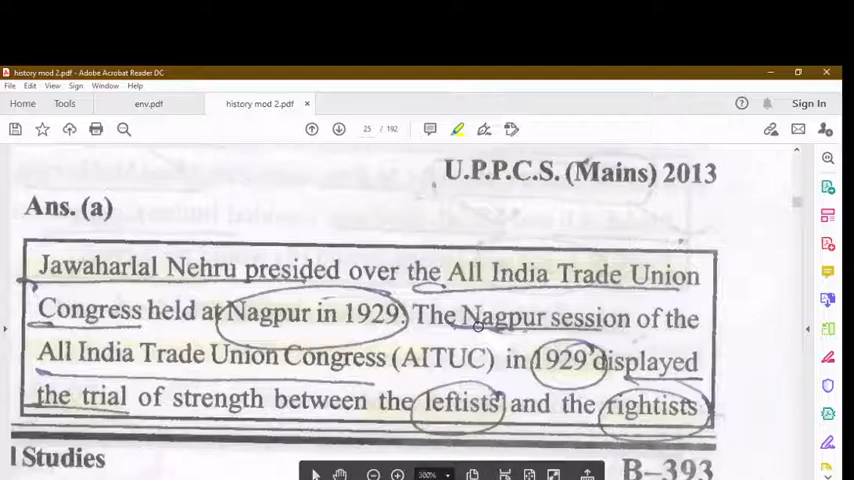 history mod 2.pdf - Adobe Acrobat Reader DC
File Edit View Sign Window Help
Home Tools env.pdf history mod 2.pdf × Sign In
25 / 192
U.P.P.C.S. (Mains) 2013
Ans. (a)
Jawaharlal Nehru presided over the All India Trade Union
Congress held at Nagpur in 1929. The Nagpur session of the
All India Trade Union Congress (AITUC) in 1929 displayed
the trial of strength between the leftists and the rightists
l Studies
300%
B–393